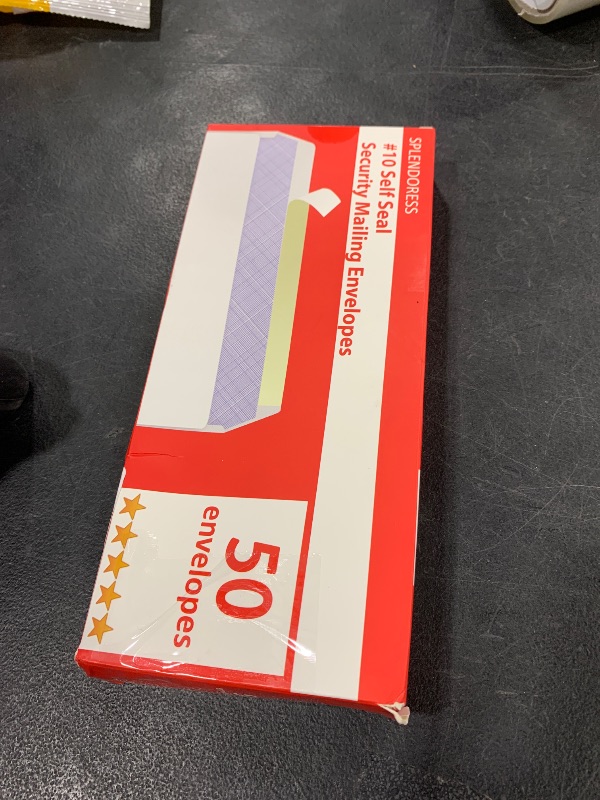 SPLENDORESS
#10 Self Seal
Security Mailing Envelopes
50
envelopes